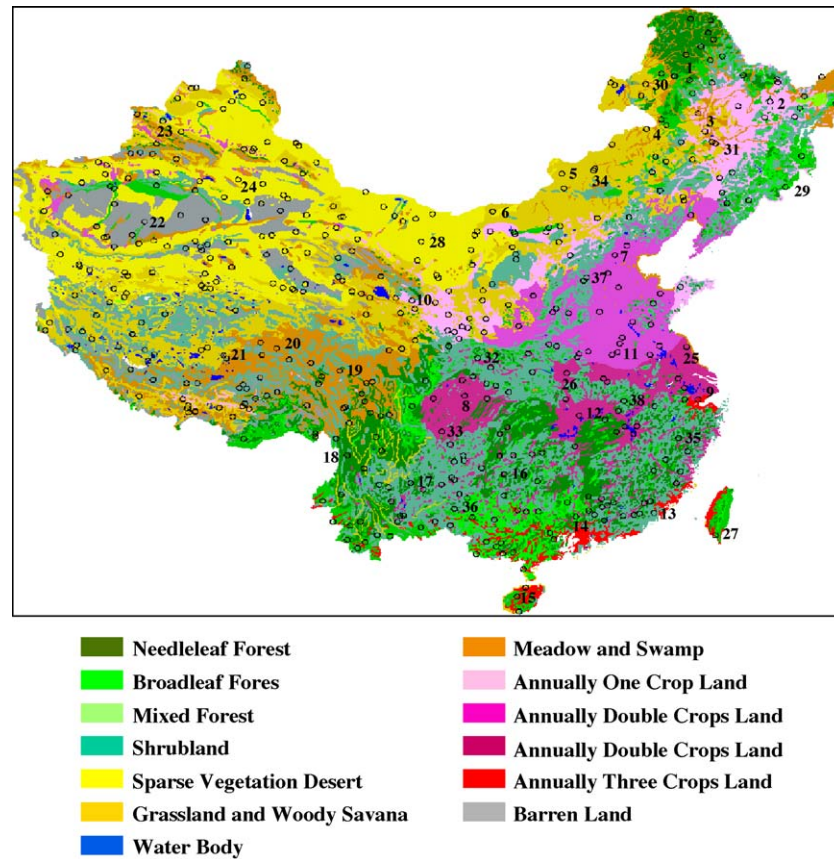 1
30
2
3
23
4
31
5
34
24
29
6
22
28
7
37
10
11
25
20
21
32
19
26
9
8
38
12
33
35
18
16
17
36
13
14
27
15
Needleleaf Forest
Broadleaf Fores
Mixed Forest
Shrubland
Sparse Vegetation Desert
Grassland and Woody Savana
Water Body
Meadow and Swamp
Annually One Crop Land
Annually Double Crops Land
Annually Double Crops Land
Annually Three Crops Land
Barren Land